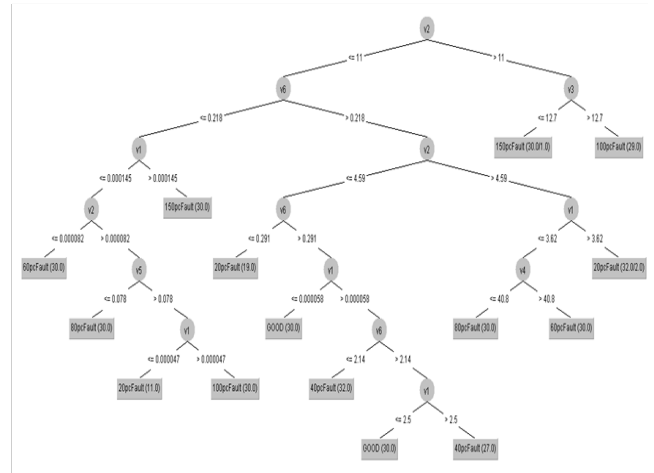 v2
<= 11
> 11
v6
v3
<= 0.218
> 0.218
<= 12.7
> 12.7
v1
v2
150pcFault (30.0/1.0)
100pcFault (29.0)
<= 0.000145
> 0.000145
<= 4.59
> 4.59
v2
150pcFault (30.0)
v6
v1
<= 0.000082
> 0.000082
<= 0.291
> 0.291
<= 3.62
> 3.62
60pcFault (30.0)
v5
20pcFault (19.0)
v1
v4
20pcFault (32.0/2.0)
<= 0.078
> 0.078
<= 0.000058
> 0.000058
<= 40.8
> 40.8
80pcFault (30.0)
v1
GOOD (30.0)
v6
80pcFault (30.0)
60pcFault (30.0)
<= 0.000047
> 0.000047
<= 2.14
> 2.14
20pcFault (11.0)
100pcFault (30.0)
40pcFault (32.0)
v1
<= 2.5
> 2.5
GOOD (30.0)
40pcFault (27.0)